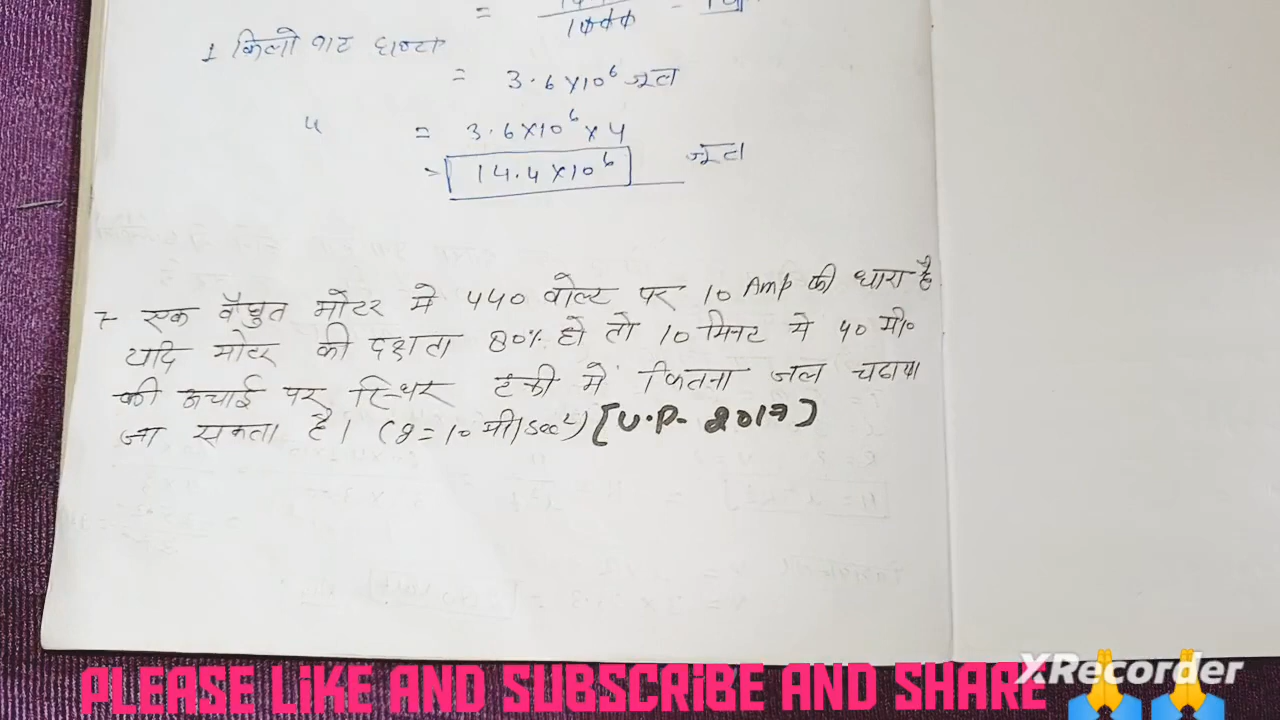 =
1000
1 किलो वाट घण्टा
= 3.6×10⁶ जूल
4 = 3.6×10⁶×4
= 14.4×10⁶ जूल
7- एक वैधुत मोटर मे 440 वोल्ट पर 10 Amp की धारा है
यदि मोटर की दक्षता 80% हो तो 10 मिनट मे 40 मी०
की ऊचाई पर स्थिर टंकी में कितना जल चढाया
जा सकता है। (g=10 मी/sec²) [U.P. 2017]
XRecorder
PLEASE LIKE AND SUBSCRIBE AND SHARE 🙏 🙏